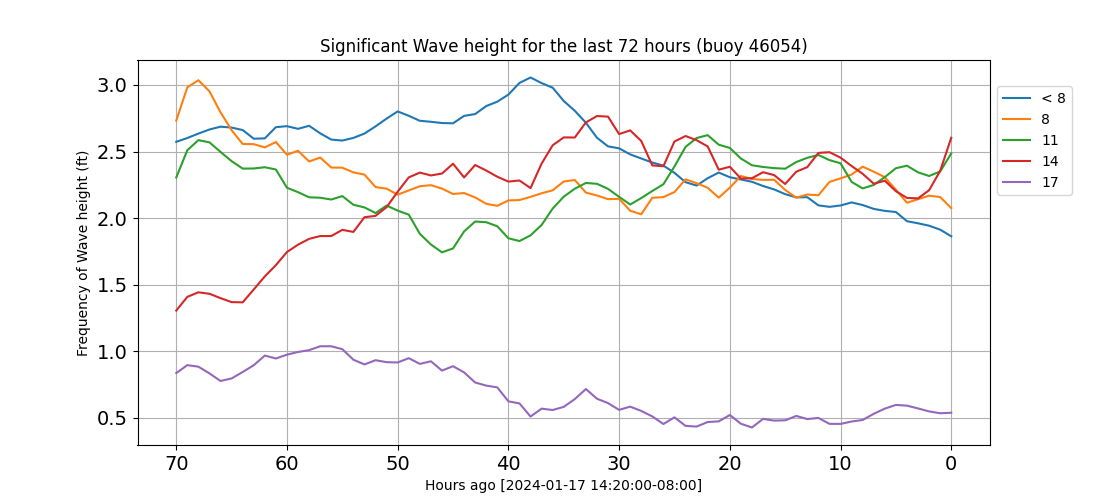 Significant Wave height for the last 72 hours (buoy 46054)
Frequency of Wave height (ft)
3.0
2.5
2.0
1.5
1.0
0.5
70 60 50 40 30 20 10 0
Hours ago [2024-01-17 14:20:00-08:00]
< 8
8
11
14
17